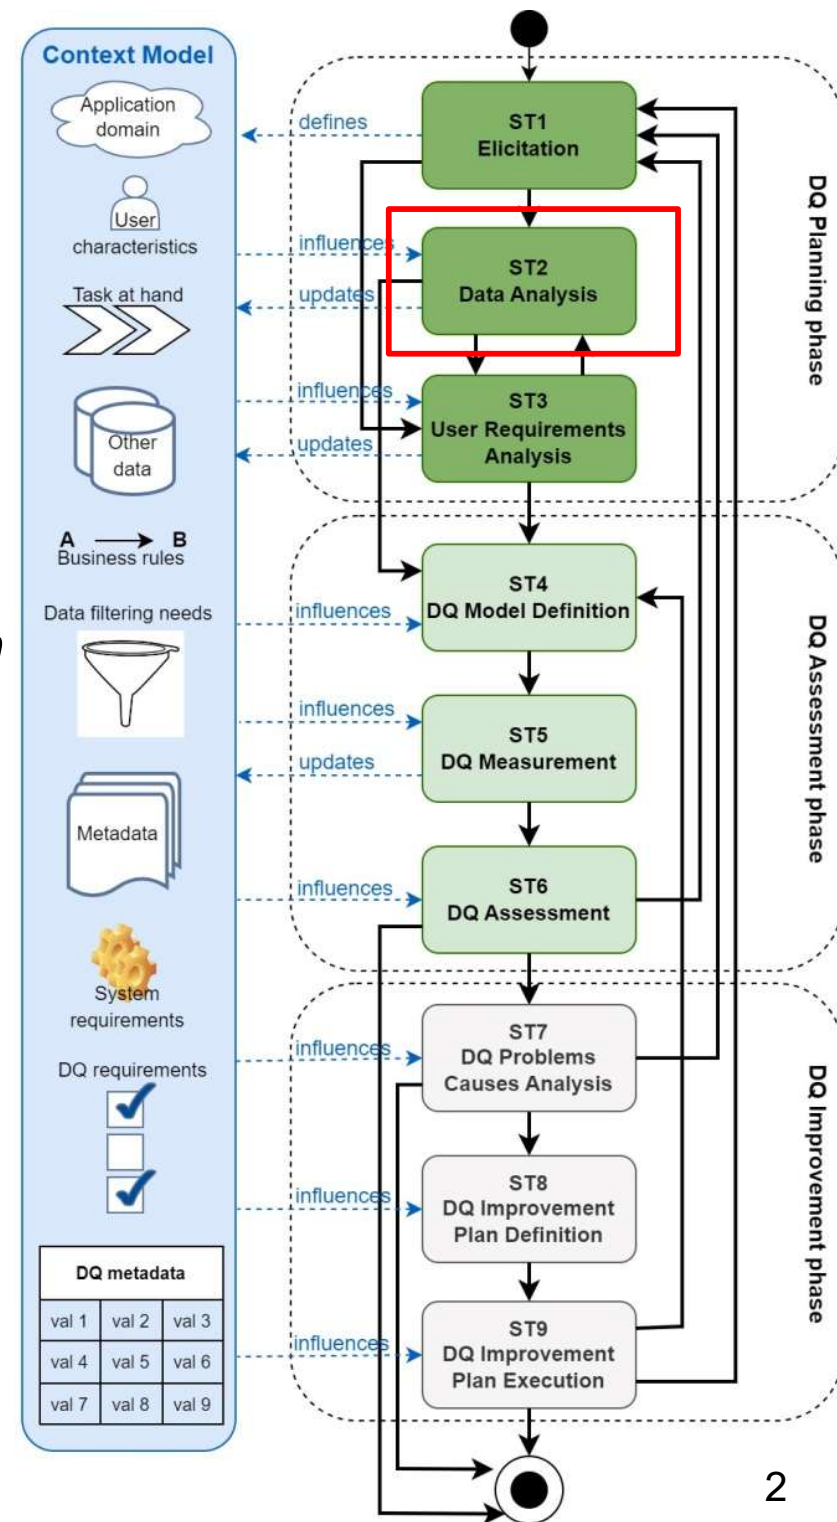 Context Model
Application
domain
User
characteristics
Task at hand
Other
data
A B
Business rules
Data filtering needs
Metadata
System
requirements
DQ requirements
DQ metadata
val 1 val 2 val 3
val 4 val 5 val 6
val 7 val 8 val 9
defines
influences
updates
influences
updates
influences
influences
updates
influences
influences
influences
influences
ST1
Elicitation
ST2
Data Analysis
ST3
User Requirements
Analysis
ST4
DQ Model Definition
ST5
DQ Measurement
ST6
DQ Assessment
ST7
DQ Problems
Causes Analysis
ST8
DQ Improvement
Plan Definition
ST9
DQ Improvement
Plan Execution
DQ Planning phase
DQ Assessment phase
DQ Improvement phase
2